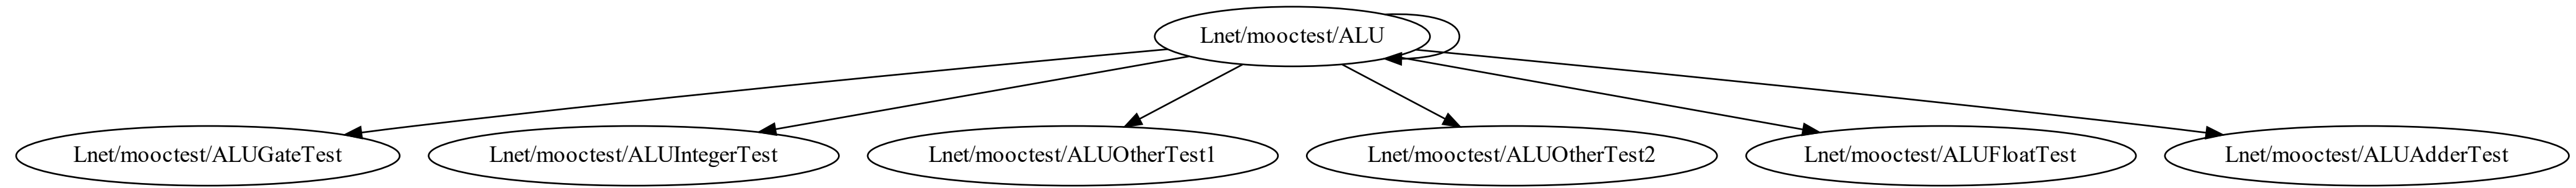 Lnet/mooctest/ALU
Lnet/mooctest/ALUGateTest
Lnet/mooctest/ALUIntegerTest
Lnet/mooctest/ALUOtherTest1
Lnet/mooctest/ALUOtherTest2
Lnet/mooctest/ALUFloatTest
Lnet/mooctest/ALUAdderTest